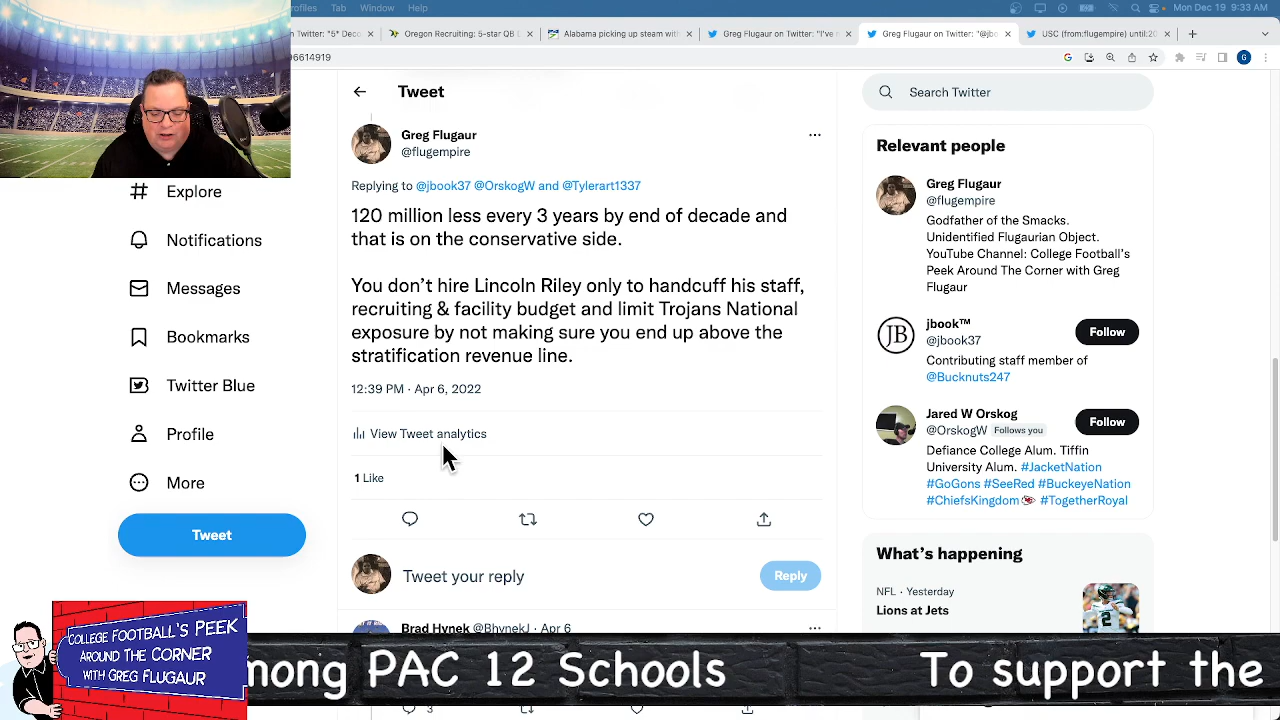 ofiles
Tab
Window
Help
Mon Dec 19
9:33 AM
Twitter: "5* Deco
Oregon Recruiting: 5-star QB D
Alabama picking up steam with
Greg Flugaur on Twitter: "I've n
Greg Flugaur on Twitter: "@jbo
USC (from:flugempire) until:20
96614919
G
Tweet
Search Twitter
Greg Flugaur
@flugempire
Replying to @jbook37 @OrskogW and @Tylerart1337
120 million less every 3 years by end of decade and
that is on the conservative side.
You don't hire Lincoln Riley only to handcuff his staff,
recruiting & facility budget and limit Trojans National
exposure by not making sure you end up above the
stratification revenue line.
12:39 PM · Apr 6, 2022
View Tweet analytics
1 Like
Tweet your reply
Reply
Brad Hynek @BhynekJ · Apr 6
3
Explore
Notifications
Messages
Bookmarks
Twitter Blue
Profile
More
Tweet
Relevant people
Greg Flugaur
@flugempire
Godfather of the Smacks.
Unidentified Flugaurian Object.
YouTube Channel: College Football's
Peek Around The Corner with Greg
Flugaur
JB
jbook™
@jbook37
Follow
Contributing staff member of
@Bucknuts247
Jared W Orskog
@OrskogW Follows you
Follow
Defiance College Alum. Tiffin
University Alum. #JacketNation
#GoGons #SeeRed #BuckeyeNation
#ChiefsKingdom #TogetherRoyal
What's happening
NFL · Yesterday
Lions at Jets
COLLEGE FOOTBALL'S PEEK
AROUND THE CORNER
WITH GREG FLUGAUR
mong PAC 12 Schools
To support the